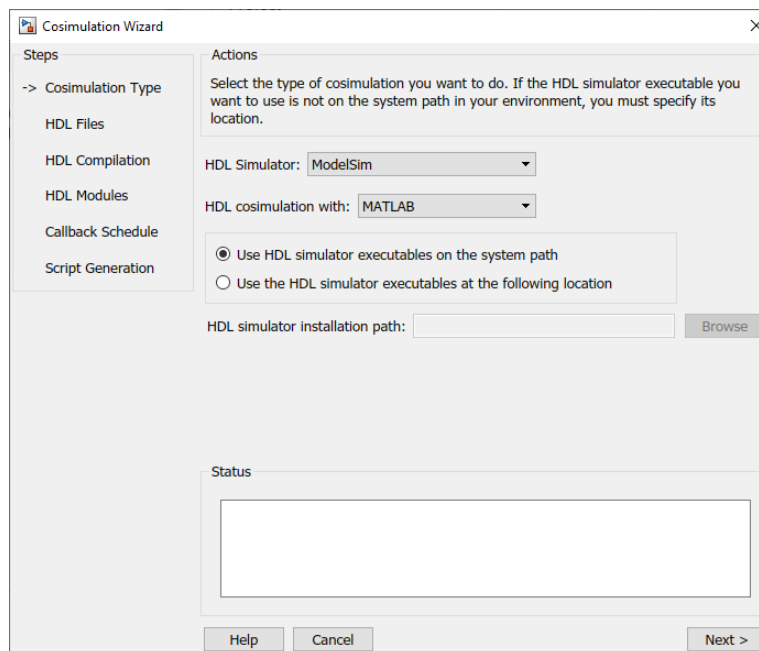 Cosimulation Wizard
Steps
-> Cosimulation Type
HDL Files
HDL Compilation
HDL Modules
Callback Schedule
Script Generation
Actions
Select the type of cosimulation you want to do. If the HDL simulator executable you
want to use is not on the system path in your environment, you must specify its
location.
HDL Simulator: ModelSim
HDL cosimulation with: MATLAB
Use HDL simulator executables on the system path
Use the HDL simulator executables at the following location
HDL simulator installation path: Browse
Status
Help Cancel Next >